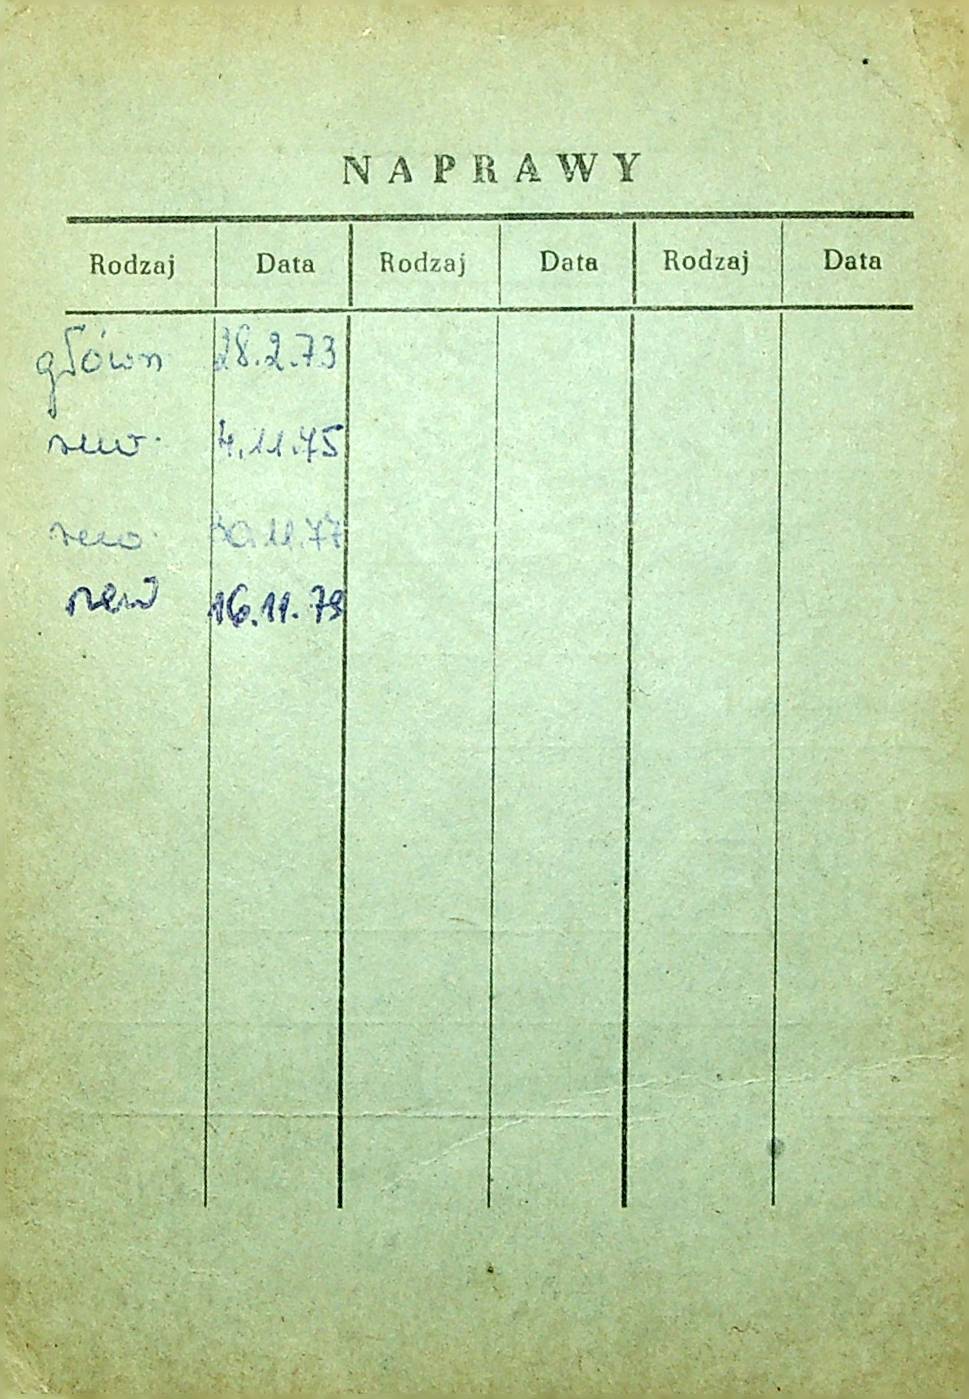 NAPRAWY
Rodzaj Data Rodzaj Data Rodzaj Data
główn 28.2.73
rew. 4.11.75
rew. 30.11.77
rew 16.11.79